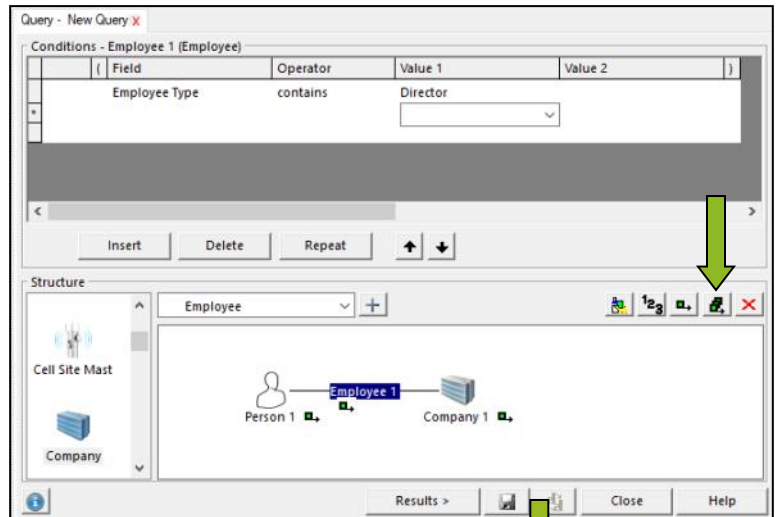 Query - New Query x
Conditions - Employee 1 (Employee)
( Field Operator Value 1 Value 2 )
Employee Type contains Director
*
Insert Delete Repeat
Structure
Employee
123
Cell Site Mast
Employee 1
Person 1 Company 1
Company
Results > Close Help